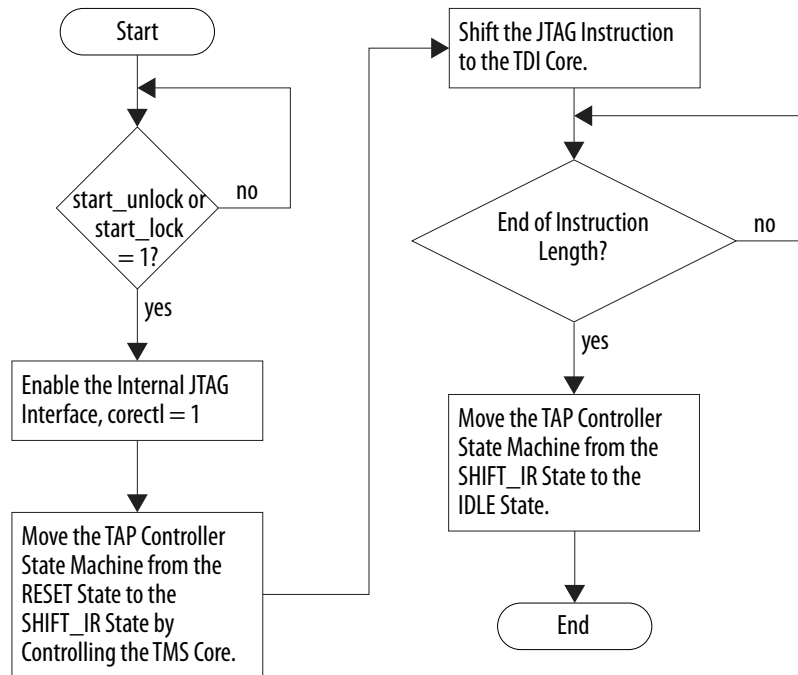 Start
start_unlock or
start_lock
= 1?
no
yes
Enable the Internal JTAG
Interface, corectl = 1
Move the TAP Controller
State Machine from the
RESET State to the
SHIFT_IR State by
Controlling the TMS Core.
Shift the JTAG Instruction
to the TDI Core.
End of Instruction
Length?
no
yes
Move the TAP Controller
State Machine from the
SHIFT_IR State to the
IDLE State.
End